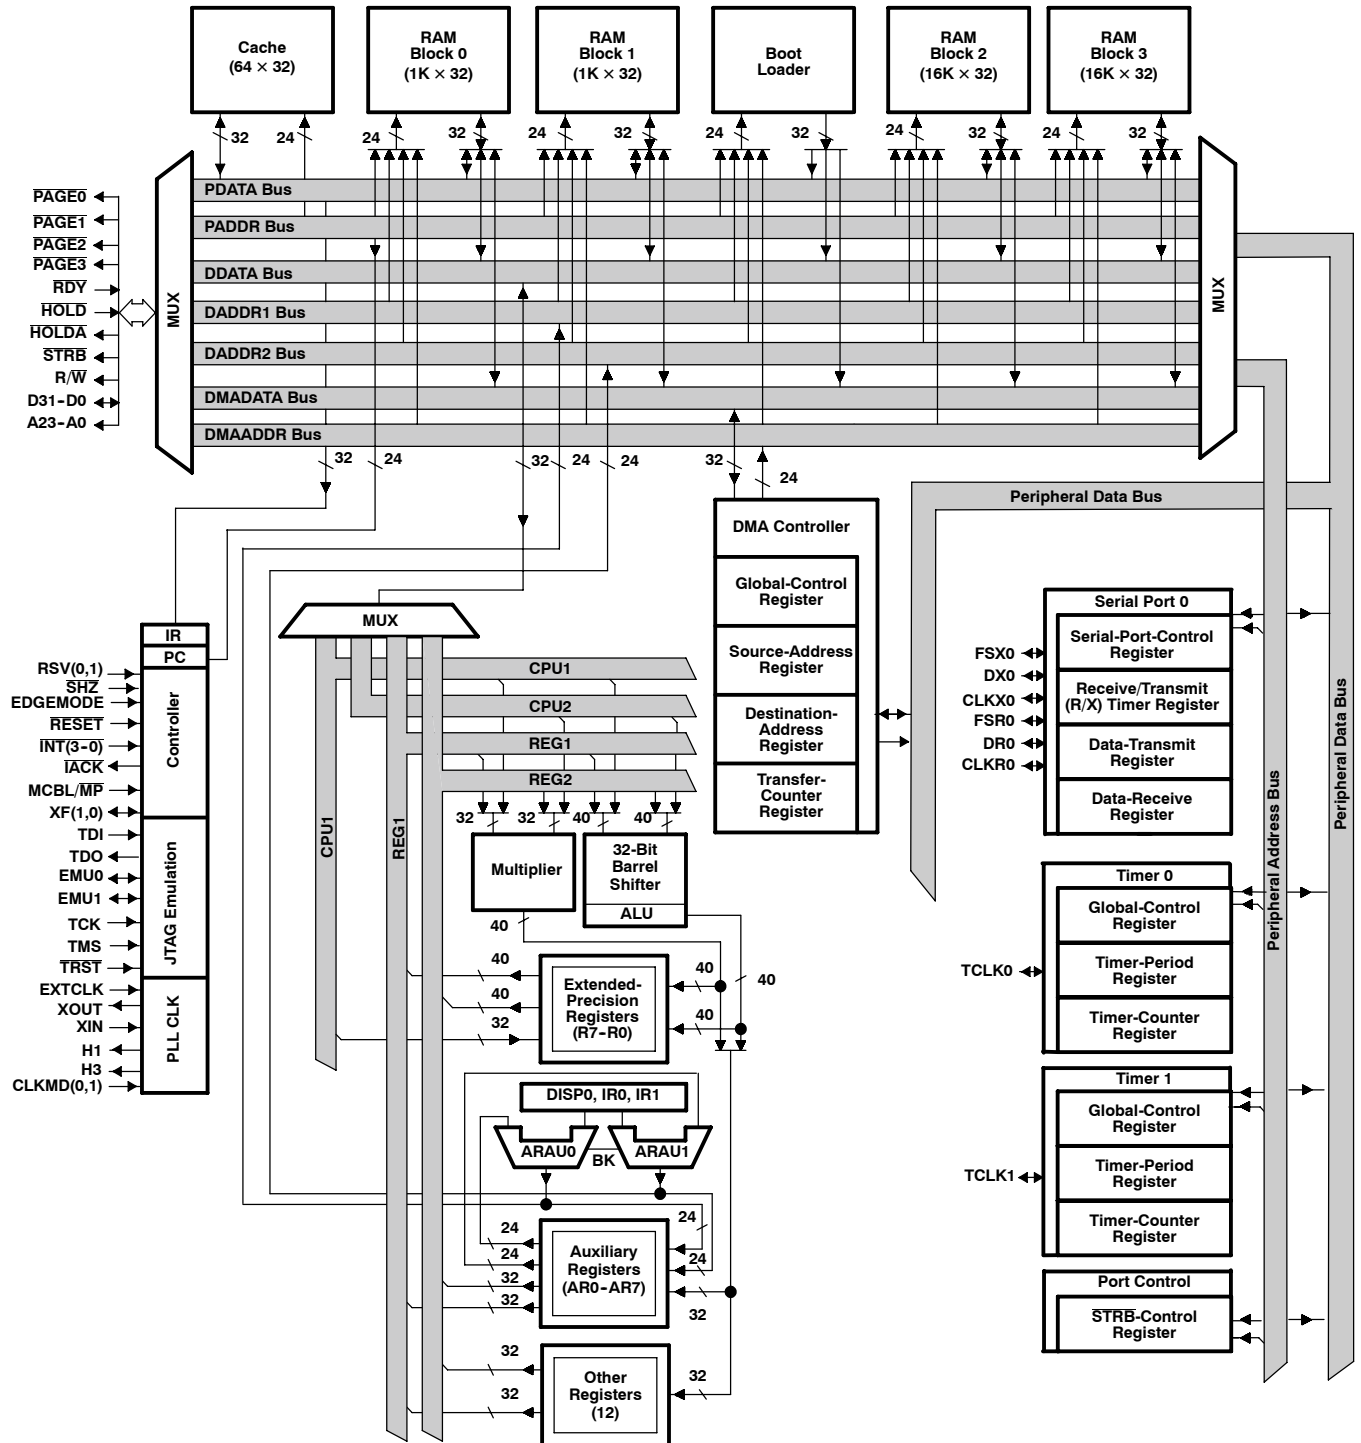 Cache
(64 × 32)
RAM
Block 0
(1K × 32)
RAM
Block 1
(1K × 32)
Boot
Loader
RAM
Block 2
(16K × 32)
RAM
Block 3
(16K × 32)
32
24
24
32
24
32
24
32
24
32
24
32
MUX
PDATA Bus
PADDR Bus
DDATA Bus
DADDR1 Bus
DADDR2 Bus
DMADATA Bus
DMAADDR Bus
MUX
PAGE0
PAGE1
PAGE2
PAGE3
RDY
HOLD
HOLDA
STRB
R/W
D31-D0
A23-A0
32
24
32
24
24
32
24
Peripheral Data Bus
DMA Controller
Global-Control
Register
Source-Address
Register
Destination-
Address
Register
Transfer-
Counter
Register
IR
PC
Controller
JTAG Emulation
PLL CLK
RSV(0,1)
SHZ
EDGEMODE
RESET
INT(3-0)
IACK
MCBL/MP
XF(1,0)
TDI
TDO
EMU0
EMU1
TCK
TMS
TRST
EXTCLK
XOUT
XIN
H1
H3
CLKMD(0,1)
MUX
CPU1
CPU2
REG1
REG2
CPU1
REG1
32
32
40
40
Multiplier
32-Bit
Barrel
Shifter
ALU
40
40
40
32
Extended-
Precision
Registers
(R7-R0)
40
40
40
DISP0, IR0, IR1
ARAU0
BK
ARAU1
24
24
32
32
Auxiliary
Registers
(AR0-AR7)
24
24
32
32
32
Other
Registers
(12)
32
Serial Port 0
Serial-Port-Control
Register
Receive/Transmit
(R/X) Timer Register
Data-Transmit
Register
Data-Receive
Register
FSX0
DX0
CLKX0
FSR0
DR0
CLKR0
Timer 0
Global-Control
Register
Timer-Period
Register
Timer-Counter
Register
TCLK0
Timer 1
Global-Control
Register
Timer-Period
Register
Timer-Counter
Register
TCLK1
Port Control
STRB-Control
Register
Peripheral Address Bus
Peripheral Data Bus